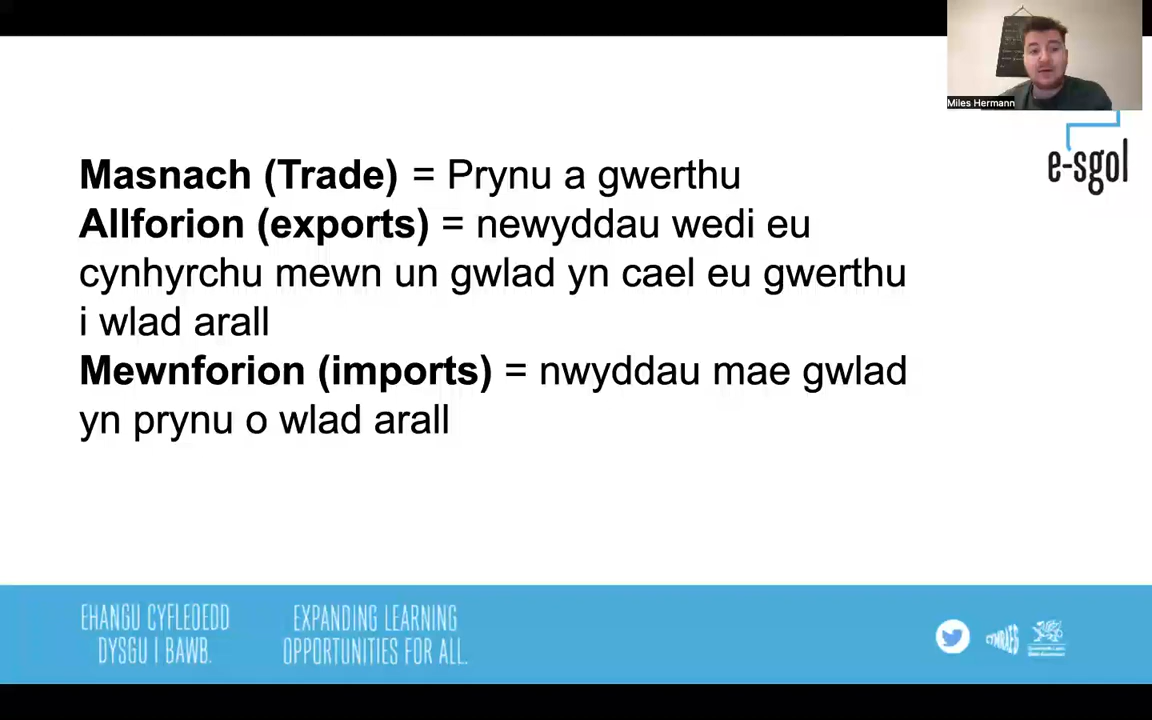 Miles Hermann
e-sgol
Masnach (Trade) = Prynu a gwerthu
Allforion (exports) = newyddau wedi eu
cynhyrchu mewn un gwlad yn cael eu gwerthu
i wlad arall
Mewnforion (imports) = nwyddau mae gwlad
yn prynu o wlad arall
EHANGU CYFLEOEDD
DYSGU I BAWB.
EXPANDING LEARNING
OPPORTUNITIES FOR ALL.
CYMRAEG